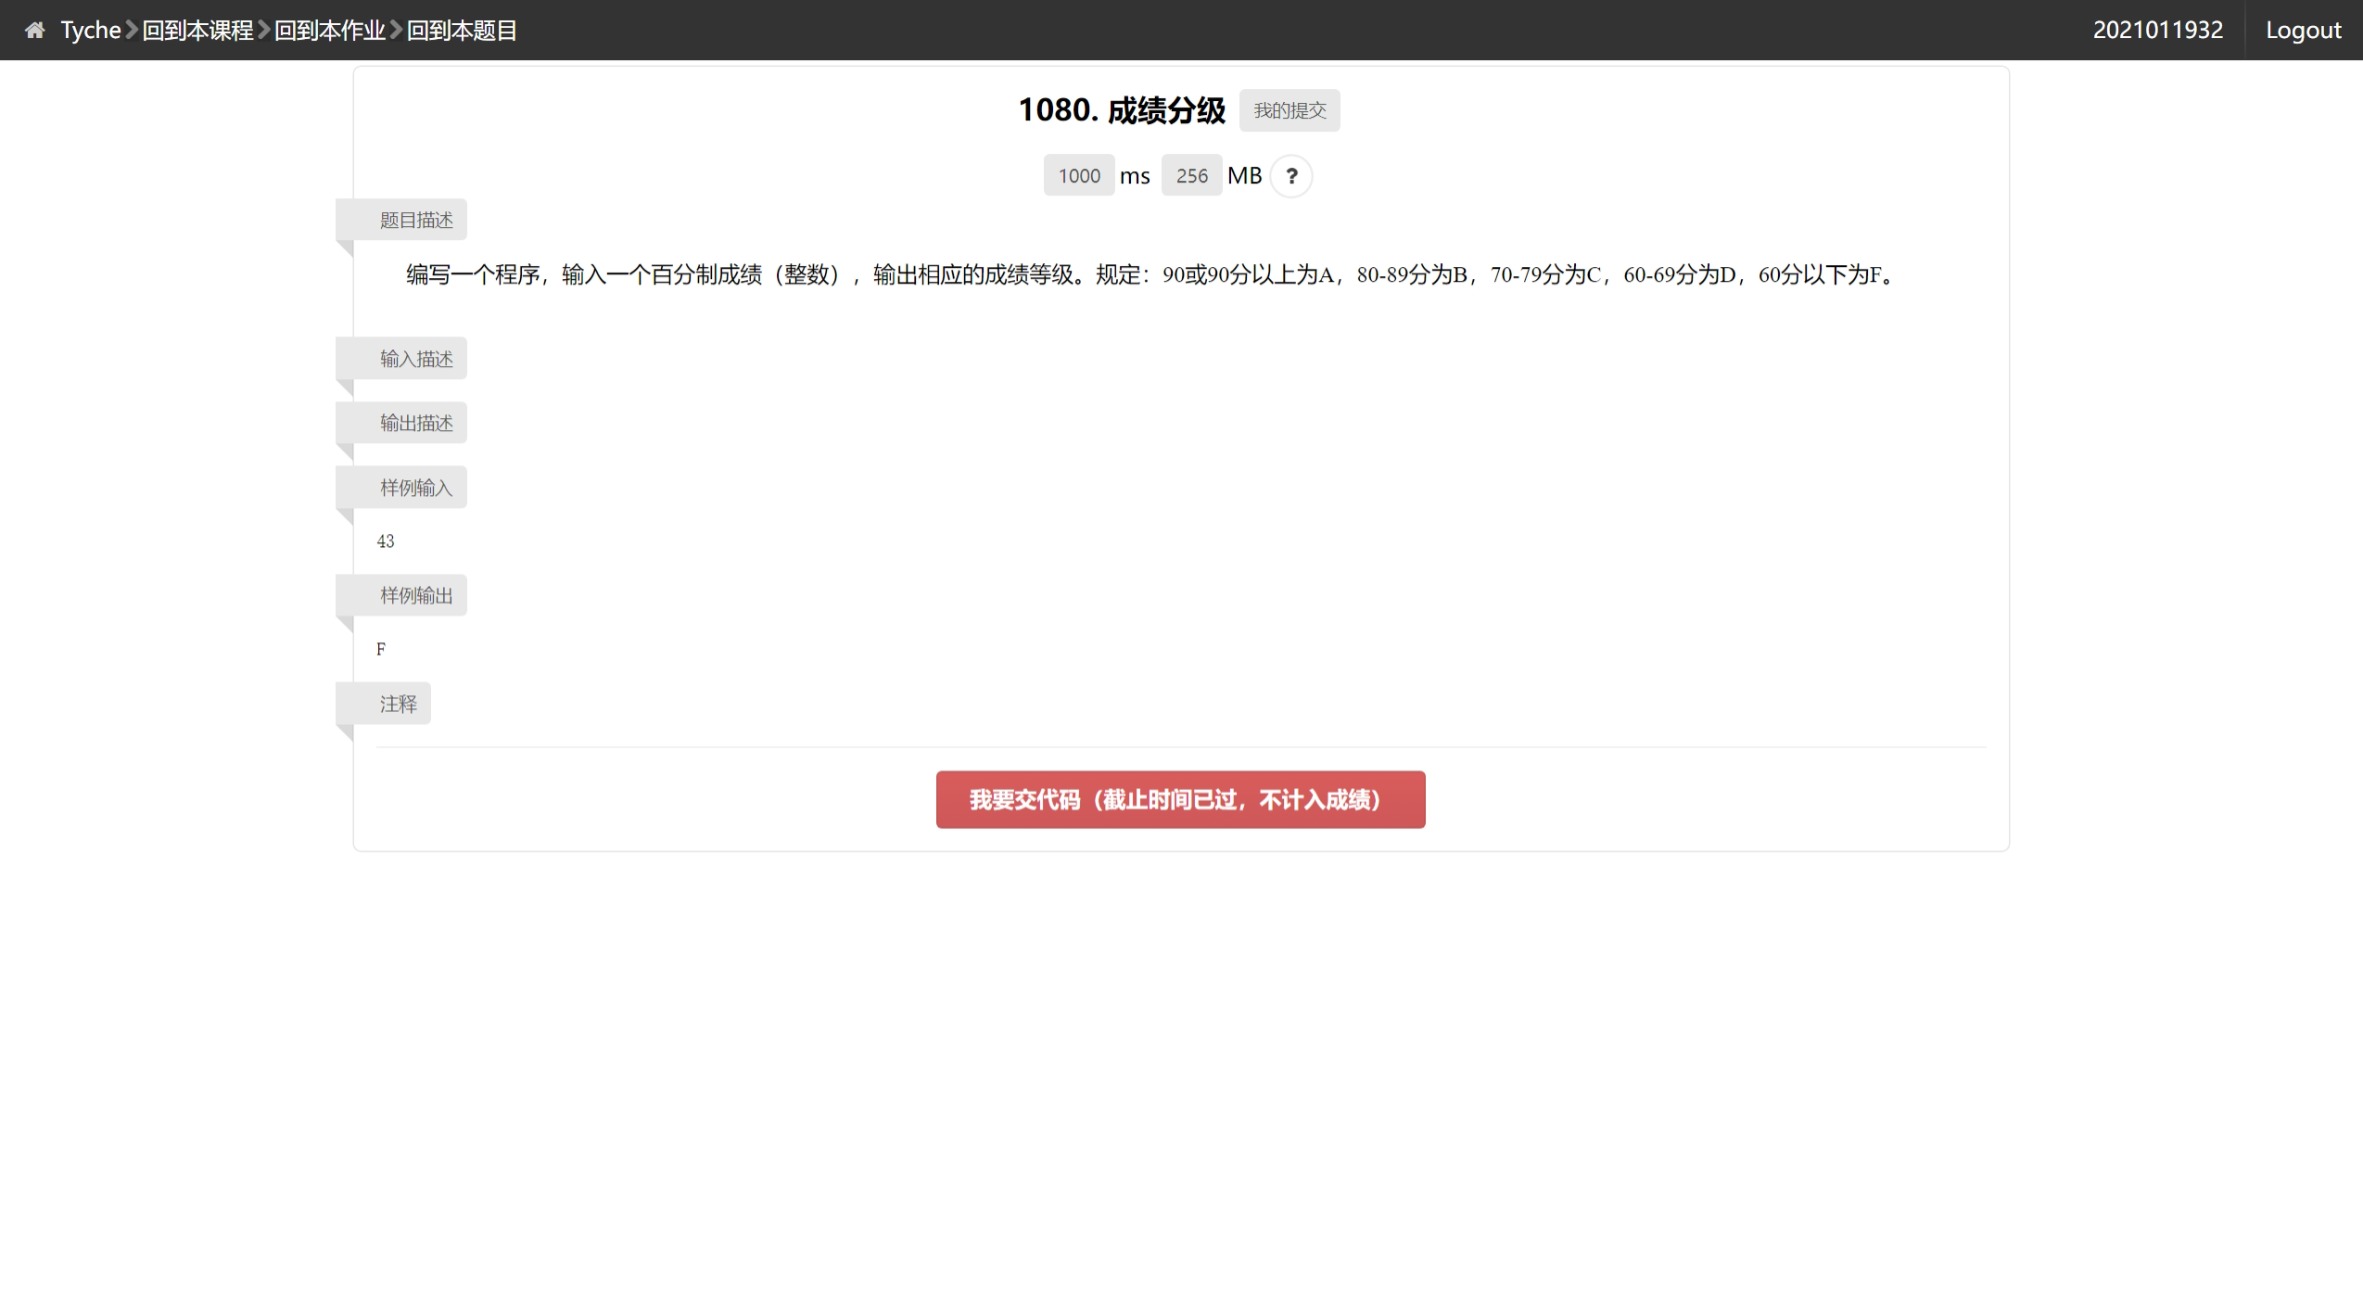 Tyche 回到本课程 回到本作业 回到本题目 2021011932 Logout
1080. 成绩分级 我的提交
1000 ms 256 MB ?
题目描述
编写一个程序，输入一个百分制成绩（整数），输出相应的成绩等级。规定：90或90分以上为A，80-89分为B，70-79分为C，60-69分为D，60分以下为F。
输入描述
输出描述
样例输入
43
样例输出
F
注释
我要交代码（截止时间已过，不计入成绩）